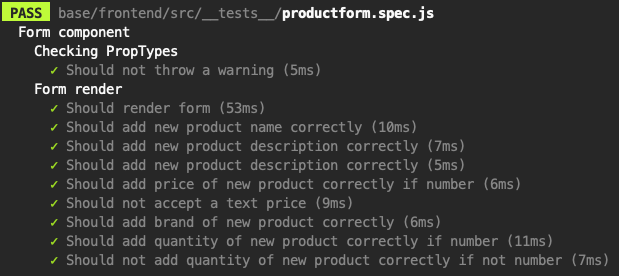 PASS base/frontend/src/__tests__/productform.spec.js
Form component
Checking PropTypes
✓ Should not throw a warning (5ms)
Form render
✓ Should render form (53ms)
✓ Should add new product name correctly (10ms)
✓ Should add new product description correctly (7ms)
✓ Should add new product description correctly (5ms)
✓ Should add price of new product correctly if number (6ms)
✓ Should not accept a text price (9ms)
✓ Should add brand of new product correctly (6ms)
✓ Should add quantity of new product correctly if number (11ms)
✓ Should not add quantity of new product correctly if not number (7ms)